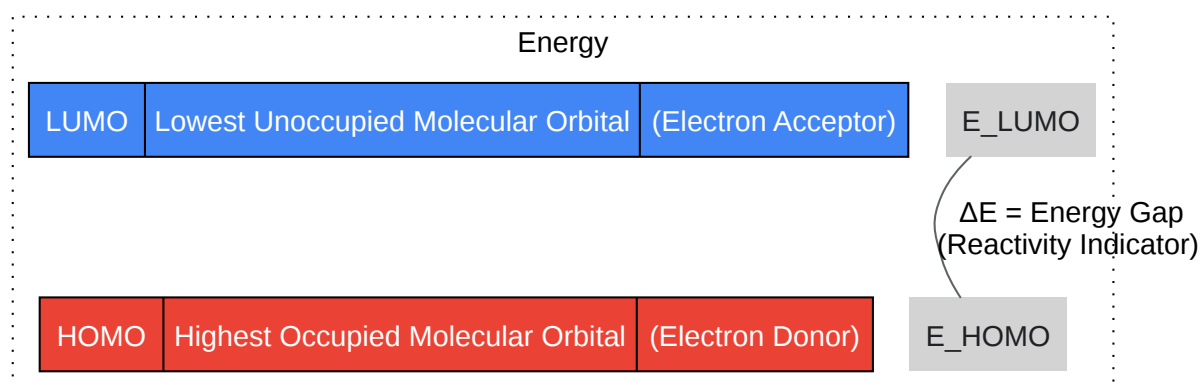 Energy
LUMO Lowest Unoccupied Molecular Orbital (Electron Acceptor) E_LUMO
ΔE = Energy Gap
(Reactivity Indicator)
HOMO Highest Occupied Molecular Orbital (Electron Donor) E_HOMO